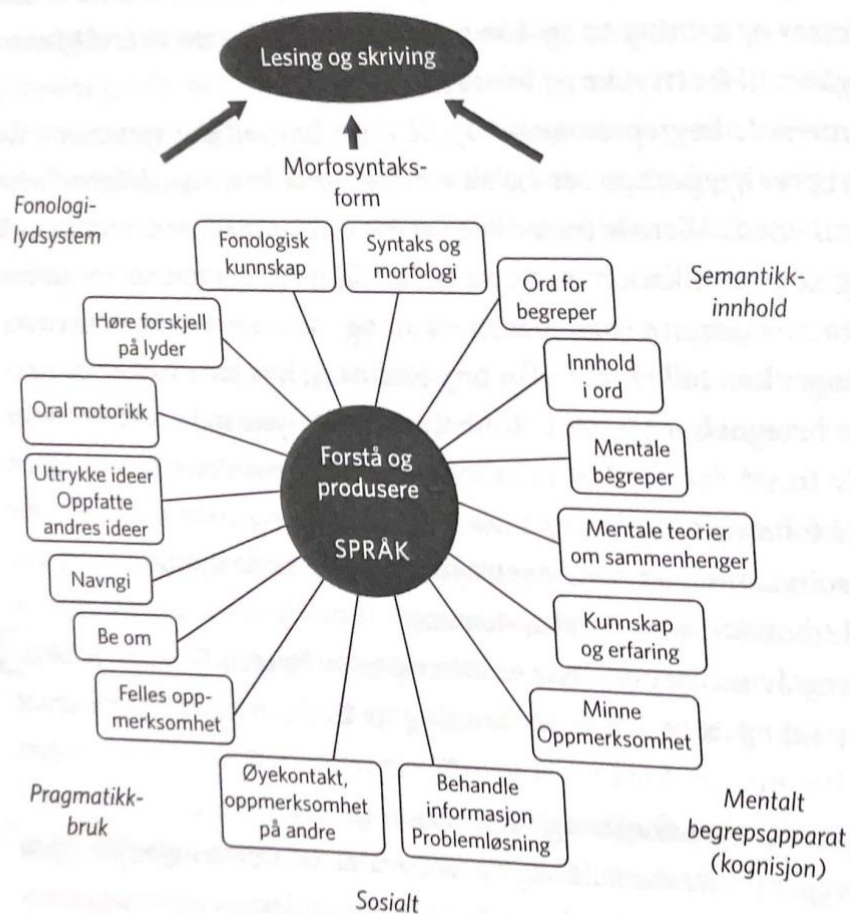 Lesing og skriving
Morfosyntaks-
form
Fonologi-
lydsystem
Fonologisk
kunnskap
Syntaks og
morfologi
Ord for
begreper
Semantikk-
innhold
Høre forskjell
på lyder
Innhold
i ord
Oral motorikk
Mentale
begreper
Forstå og
produsere
SPRÅK
Uttrykke ideer
Oppfatte
andres ideer
Mentale teorier
om sammenhenger
Navngi
Kunnskap
og erfaring
Be om
Felles opp-
merksomhet
Minne
Oppmerksomhet
Øyekontakt,
oppmerksomhet
på andre
Behandle
informasjon
Problemløsning
Pragmatikk-
bruk
Mentalt
begrepsapparat
(kognisjon)
Sosialt